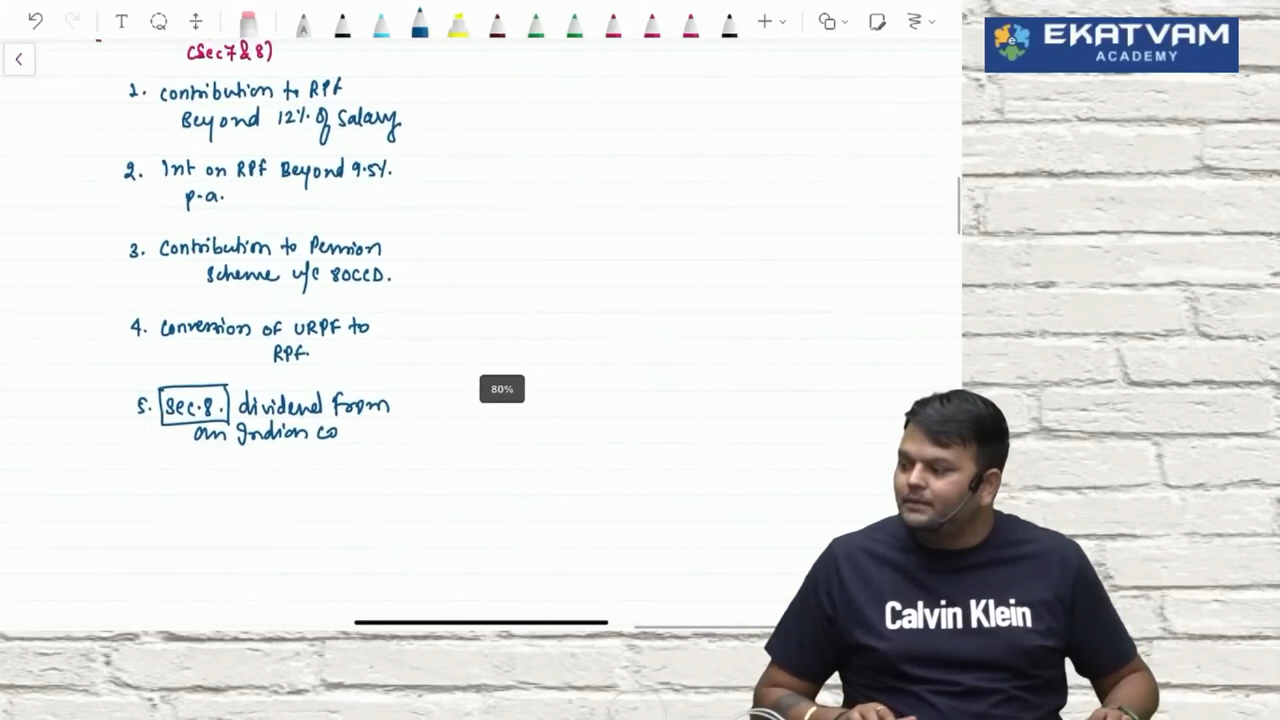 EKATVAM
ACADEMY
(Sec 7 & 8)
1. Contribution to RPF
Beyond 12% of Salary
2. Int on RPF Beyond 9.5%.
p.a.
3. Contribution to Pension
Scheme u/c 80CCD.
4. Conversion of URPF to
RPF.
80%
5. Sec.8. dividend from
an Indian co
Calvin Klein